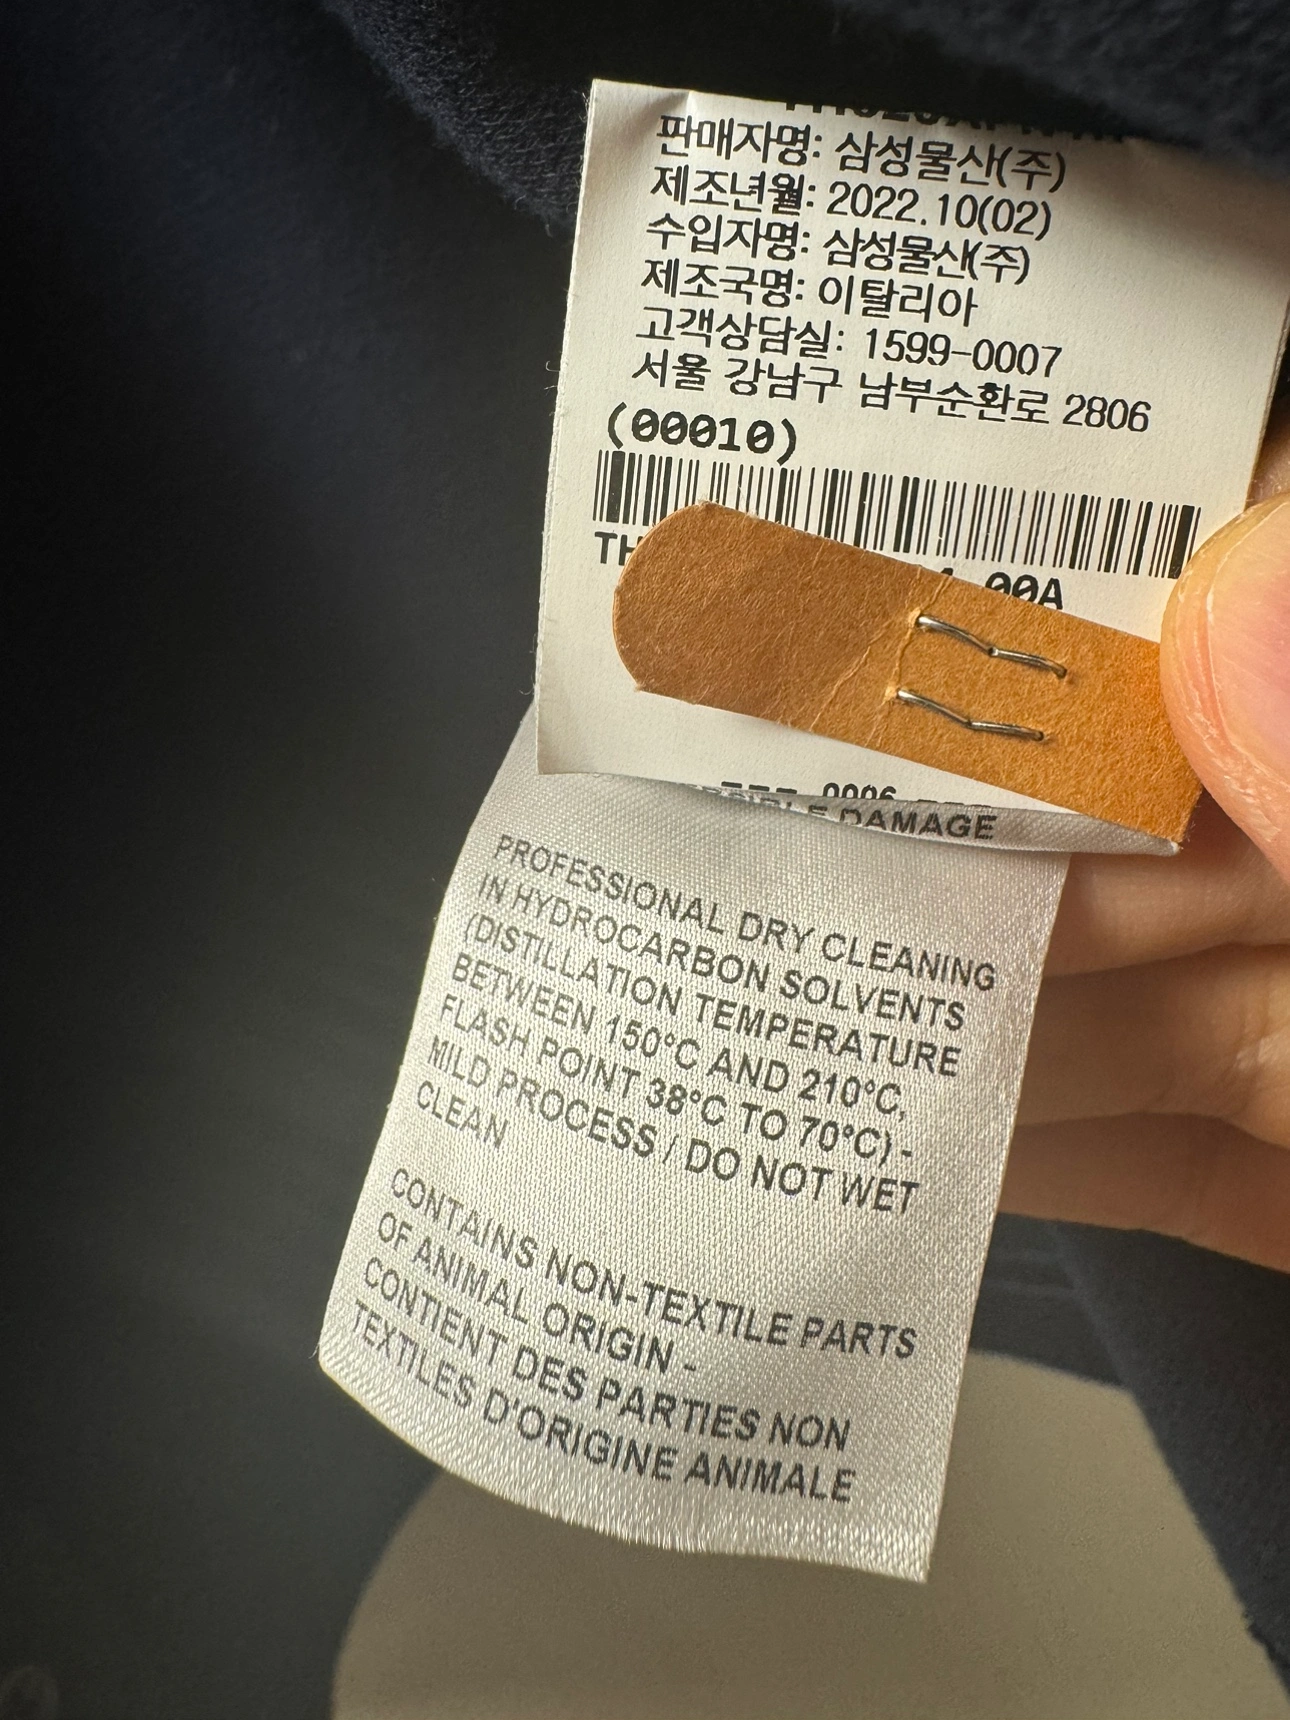 판매자명: 삼성물산(주)
제조년월: 2022.10(02)
수입자명: 삼성물산(주)
제조국명: 이탈리아
고객상담실: 1599-0007
서울 강남구 남부순환로 2806
(00010)
00A
DAMAGE
PROFESSIONAL DRY CLEANING
IN HYDROCARBON SOLVENTS
(DISTILLATION TEMPERATURE
BETWEEN 150°C AND 210°C,
FLASH POINT 38°C TO 70°C) -
MILD PROCESS / DO NOT WET
CLEAN
CONTAINS NON-TEXTILE PARTS
OF ANIMAL ORIGIN -
CONTIENT DES PARTIES NON
TEXTILES D'ORIGINE ANIMALE